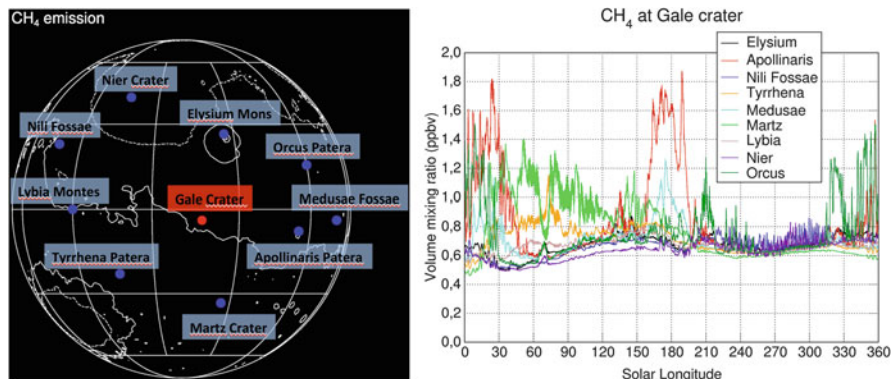 CH₄ emission
Nier Crater
Elysium Mons
Nili Fossae
Orcus Patera
Lybia Montes
Gale Crater
Medusae Fossae
Tyrrhena Patera
Apollinaris Patera
Martz Crater
CH₄ at Gale crater
Volume mixing ratio (ppbv)
2,0
1,8
1,6
1,4
1,2
1,0
0,8
0,6
0,4
0,2
0,0
Elysium
Apollinaris
Nili Fossae
Tyrrhena
Medusae
Martz
Lybia
Nier
Orcus
0 30 60 90 120 150 180 210 240 270 300 330 360
Solar Longitude